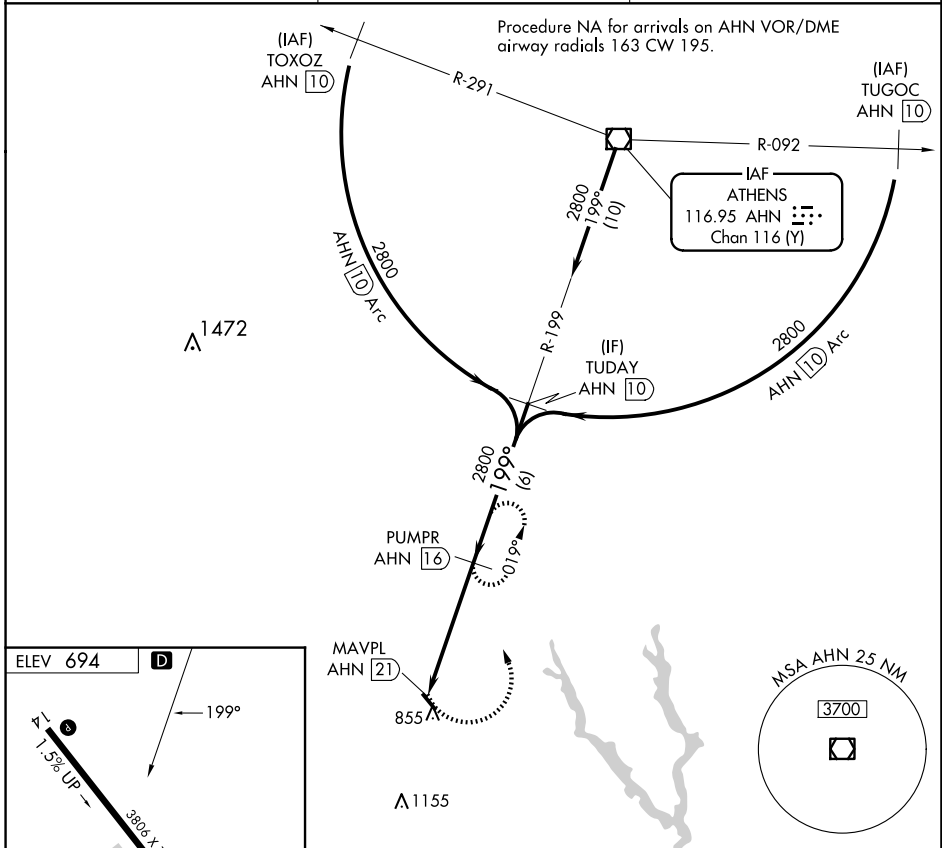 Procedure NA for arrivals on AHN VOR/DME
airway radials 163 CW 195.
(IAF)
TOXOZ
AHN 10
R-291
(IAF)
TUGOC
AHN 10
R-092
IAF
ATHENS
116.95 AHN
Chan 116 (Y)
2800
199°
(10)
2800
AHN 10 Arc
R-199
1472
(IF)
TUDAY
AHN 10
2800
AHN 10 Arc
2800
199°
(6)
PUMPR
AHN 16
019°
MAVPL
AHN 21
855
1155
MSA AHN 25 NM
3700
ELEV 694
D
199°
14
P
1.5% UP
3806 X